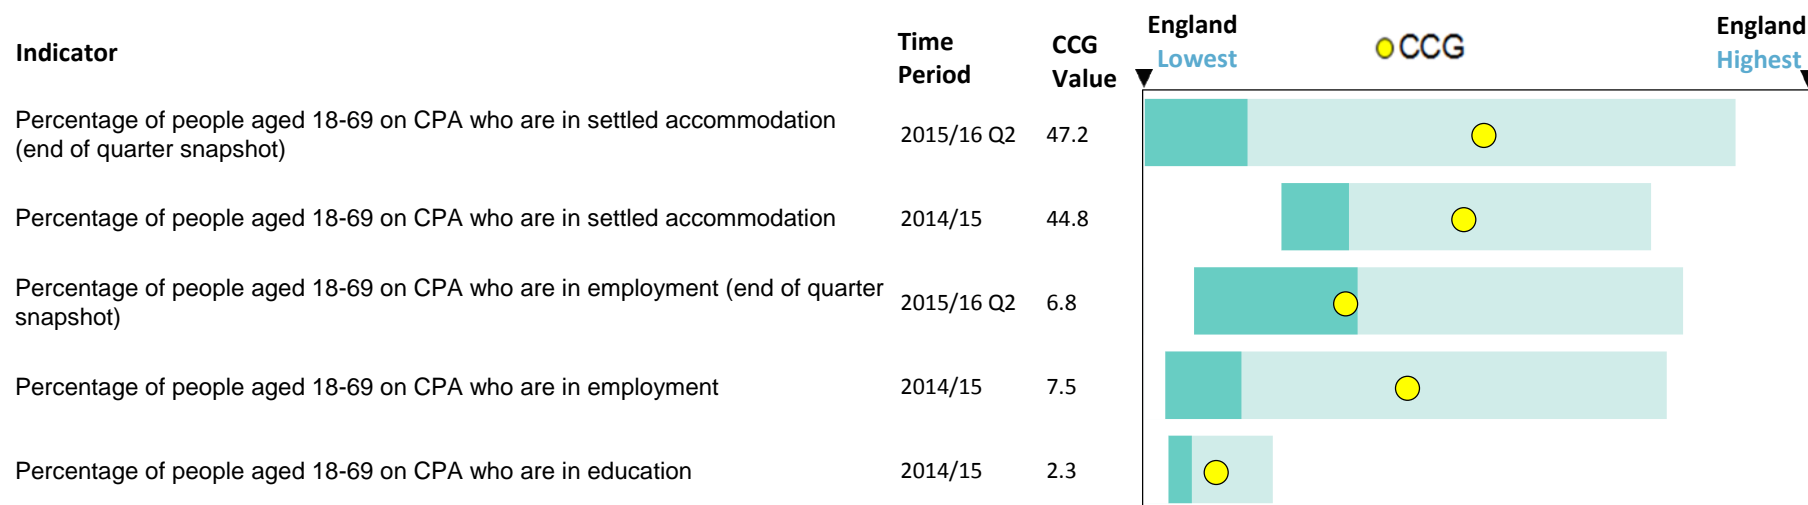 Indicator
Time Period
CCG Value
England Lowest
CCG
England Highest
Percentage of people aged 18-69 on CPA who are in settled accommodation
(end of quarter snapshot)
2015/16 Q2
47.2
Percentage of people aged 18-69 on CPA who are in settled accommodation
2014/15
44.8
Percentage of people aged 18-69 on CPA who are in employment (end of quarter
snapshot)
2015/16 Q2
6.8
Percentage of people aged 18-69 on CPA who are in employment
2014/15
7.5
Percentage of people aged 18-69 on CPA who are in education
2014/15
2.3